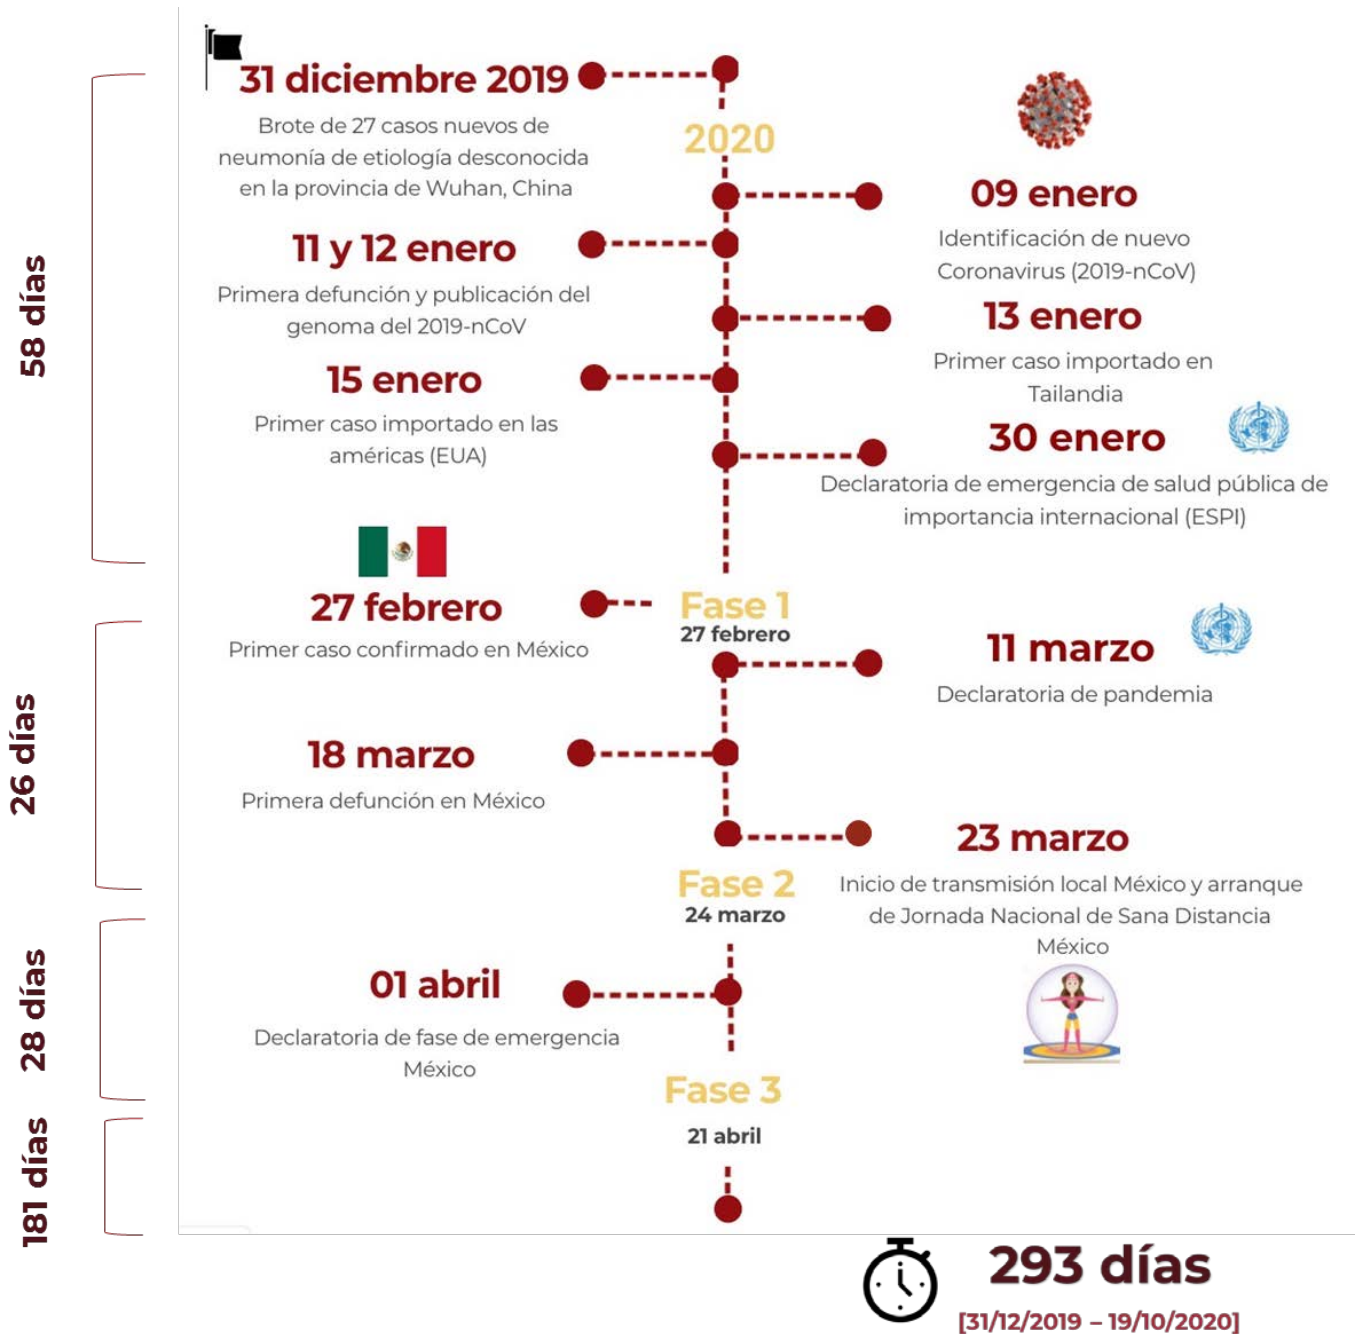 31 diciembre 2019
Brote de 27 casos nuevos de
neumonía de etiología desconocida
en la provincia de Wuhan, China
2020
09 enero
Identificación de nuevo
Coronavirus (2019-nCoV)
11 y 12 enero
Primera defunción y publicación del
genoma del 2019-nCoV
13 enero
Primer caso importado en
Tailandia
15 enero
Primer caso importado en las
américas (EUA)
30 enero
Declaratoria de emergencia de salud pública de
importancia internacional (ESPI)
58 días
27 febrero
Primer caso confirmado en México
Fase 1
27 febrero
11 marzo
Declaratoria de pandemia
18 marzo
Primera defunción en México
23 marzo
Inicio de transmisión local México y arranque
de Jornada Nacional de Sana Distancia
México
26 días
Fase 2
24 marzo
01 abril
Declaratoria de fase de emergencia
México
28 días
Fase 3
21 abril
181 días
293 días
[31/12/2019 – 19/10/2020]